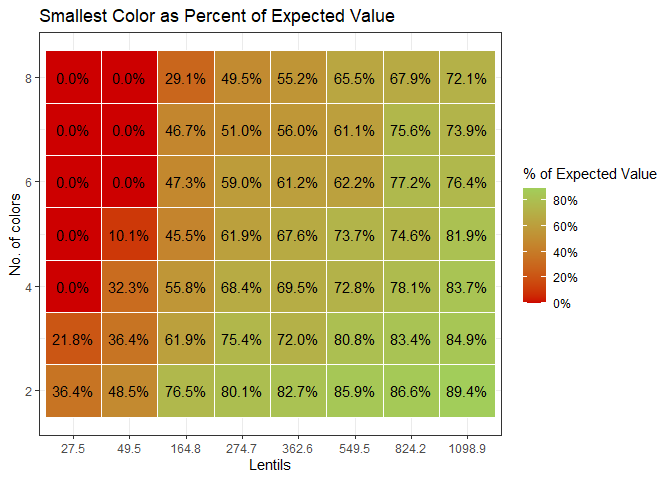 Smallest Color as Percent of Expected Value
No. of colors
8
0.0% 0.0% 29.1% 49.5% 55.2% 65.5% 67.9% 72.1%
0.0% 0.0% 46.7% 51.0% 56.0% 61.1% 75.6% 73.9%
6
0.0% 0.0% 47.3% 59.0% 61.2% 62.2% 77.2% 76.4%
0.0% 10.1% 45.5% 61.9% 67.6% 73.7% 74.6% 81.9%
4
0.0% 32.3% 55.8% 68.4% 69.5% 72.8% 78.1% 83.7%
21.8% 36.4% 61.9% 75.4% 72.0% 80.8% 83.4% 84.9%
2
36.4% 48.5% 76.5% 80.1% 82.7% 85.9% 86.6% 89.4%
27.5 49.5 164.8 274.7 362.6 549.5 824.2 1098.9
Lentils
% of Expected Value
80%
60%
40%
20%
0%